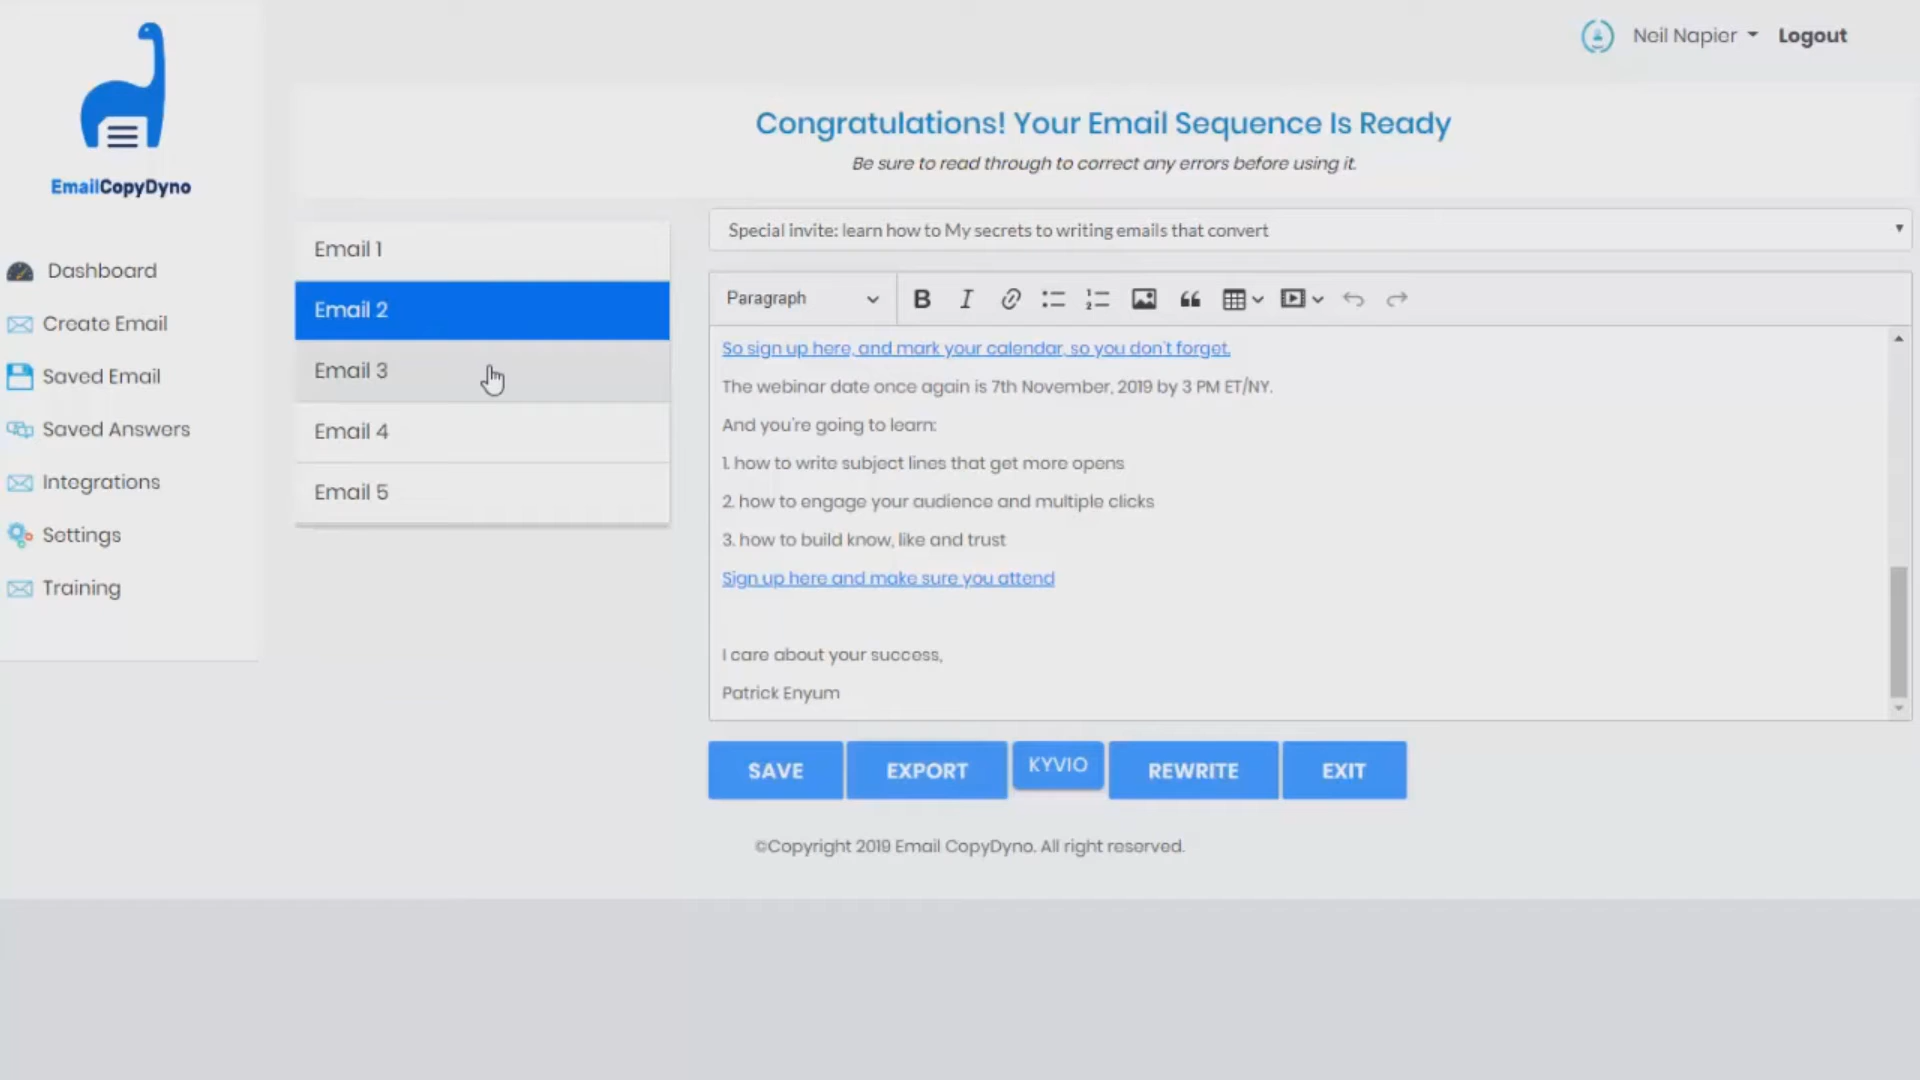 Neil Napier
Logout
EmailCopyDyno
Dashboard
Create Email
Saved Email
Saved Answers
Integrations
Settings
Training
Congratulations! Your Email Sequence Is Ready
Be sure to read through to correct any errors before using it.
Email 1
Email 2
Email 3
Email 4
Email 5
Special invite: learn how to My secrets to writing emails that convert
Paragraph
So sign up here, and mark your calendar, so you don't forget.
The webinar date once again is 7th November, 2019 by 3 PM ET/NY.
And you're going to learn:
1. how to write subject lines that get more opens
2. how to engage your audience and multiple clicks
3. how to build know, like and trust
Sign up here and make sure you attend
I care about your success,
Patrick Enyum
SAVE
EXPORT
KYVIO
REWRITE
EXIT
©Copyright 2019 Email CopyDyno. All right reserved.